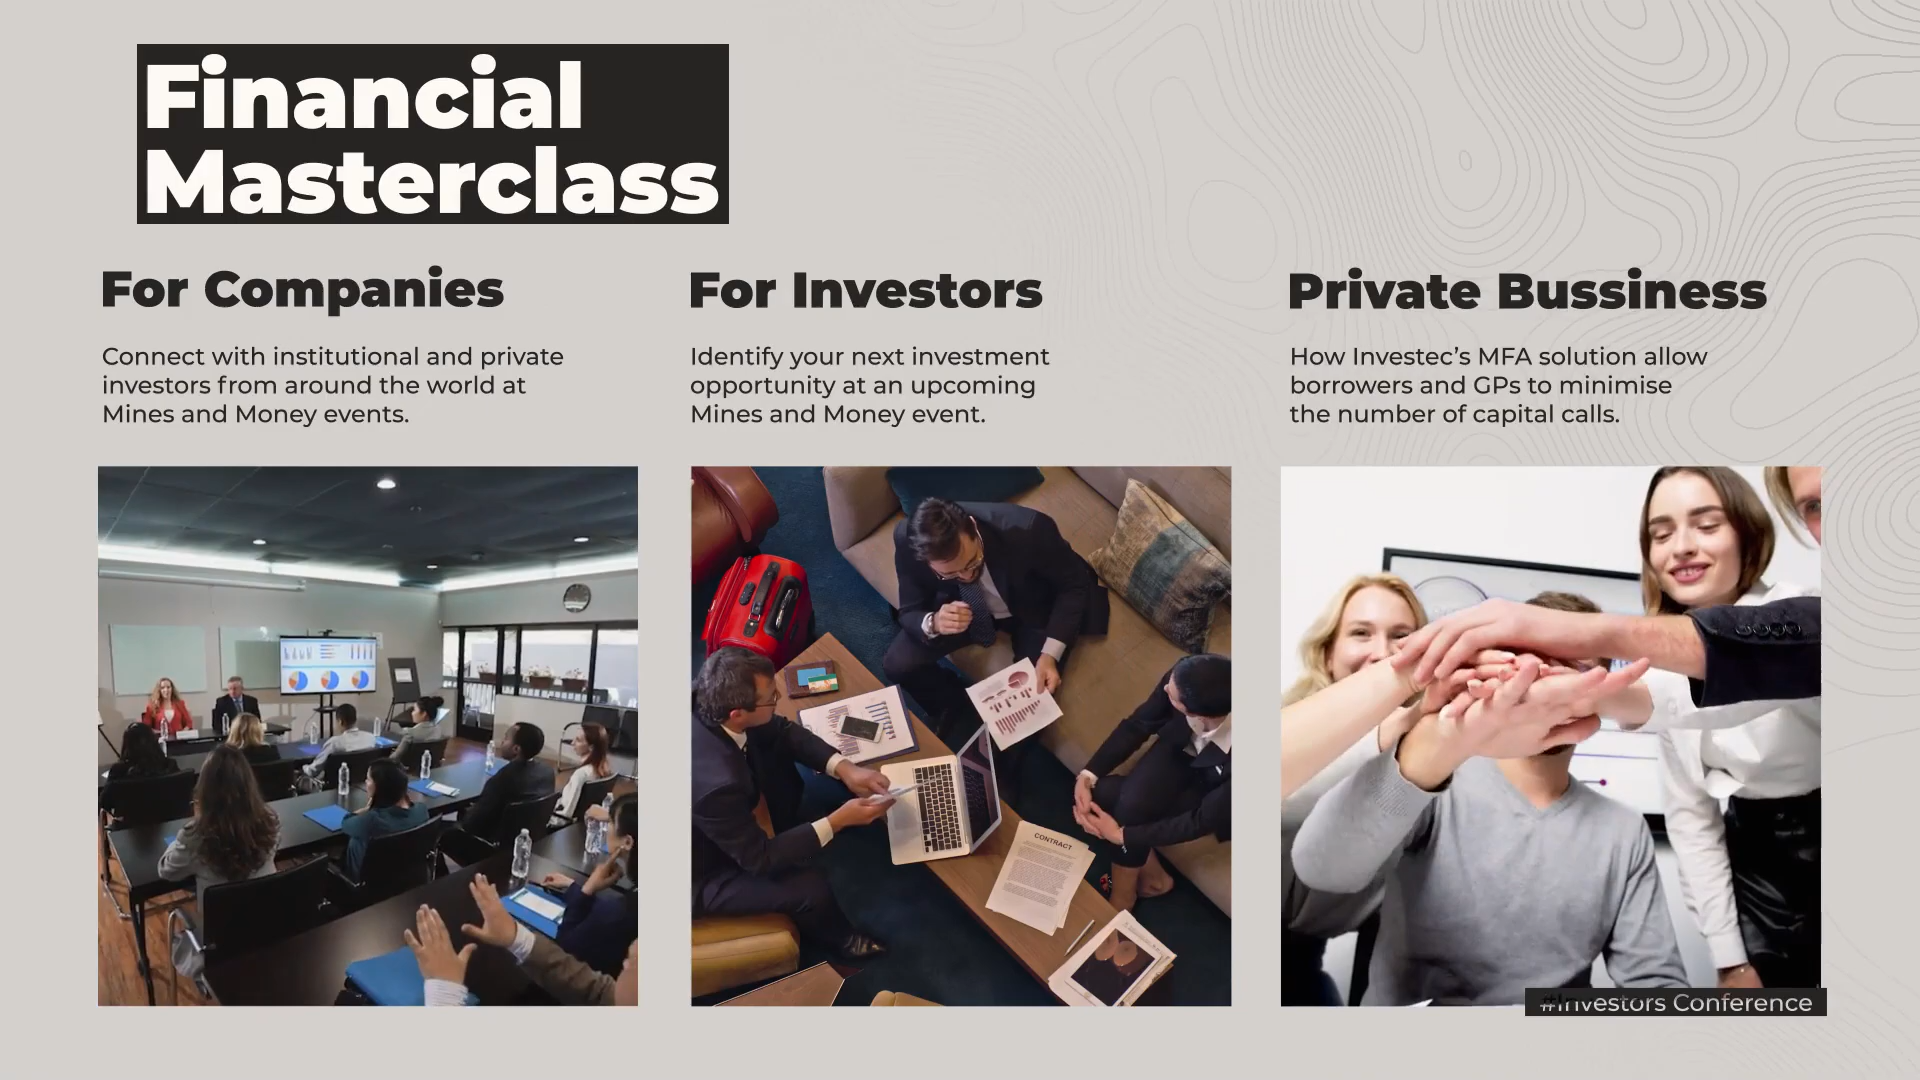 Financial
Masterclass
For Companies
Connect with institutional and private
investors from around the world at
Mines and Money events.
For Investors
Identify your next investment
opportunity at an upcoming
Mines and Money event.
Private Bussiness
How Investec’s MFA solution allow
borrowers and GPs to minimise
the number of capital calls.
CONTRACT
#Investors Conference